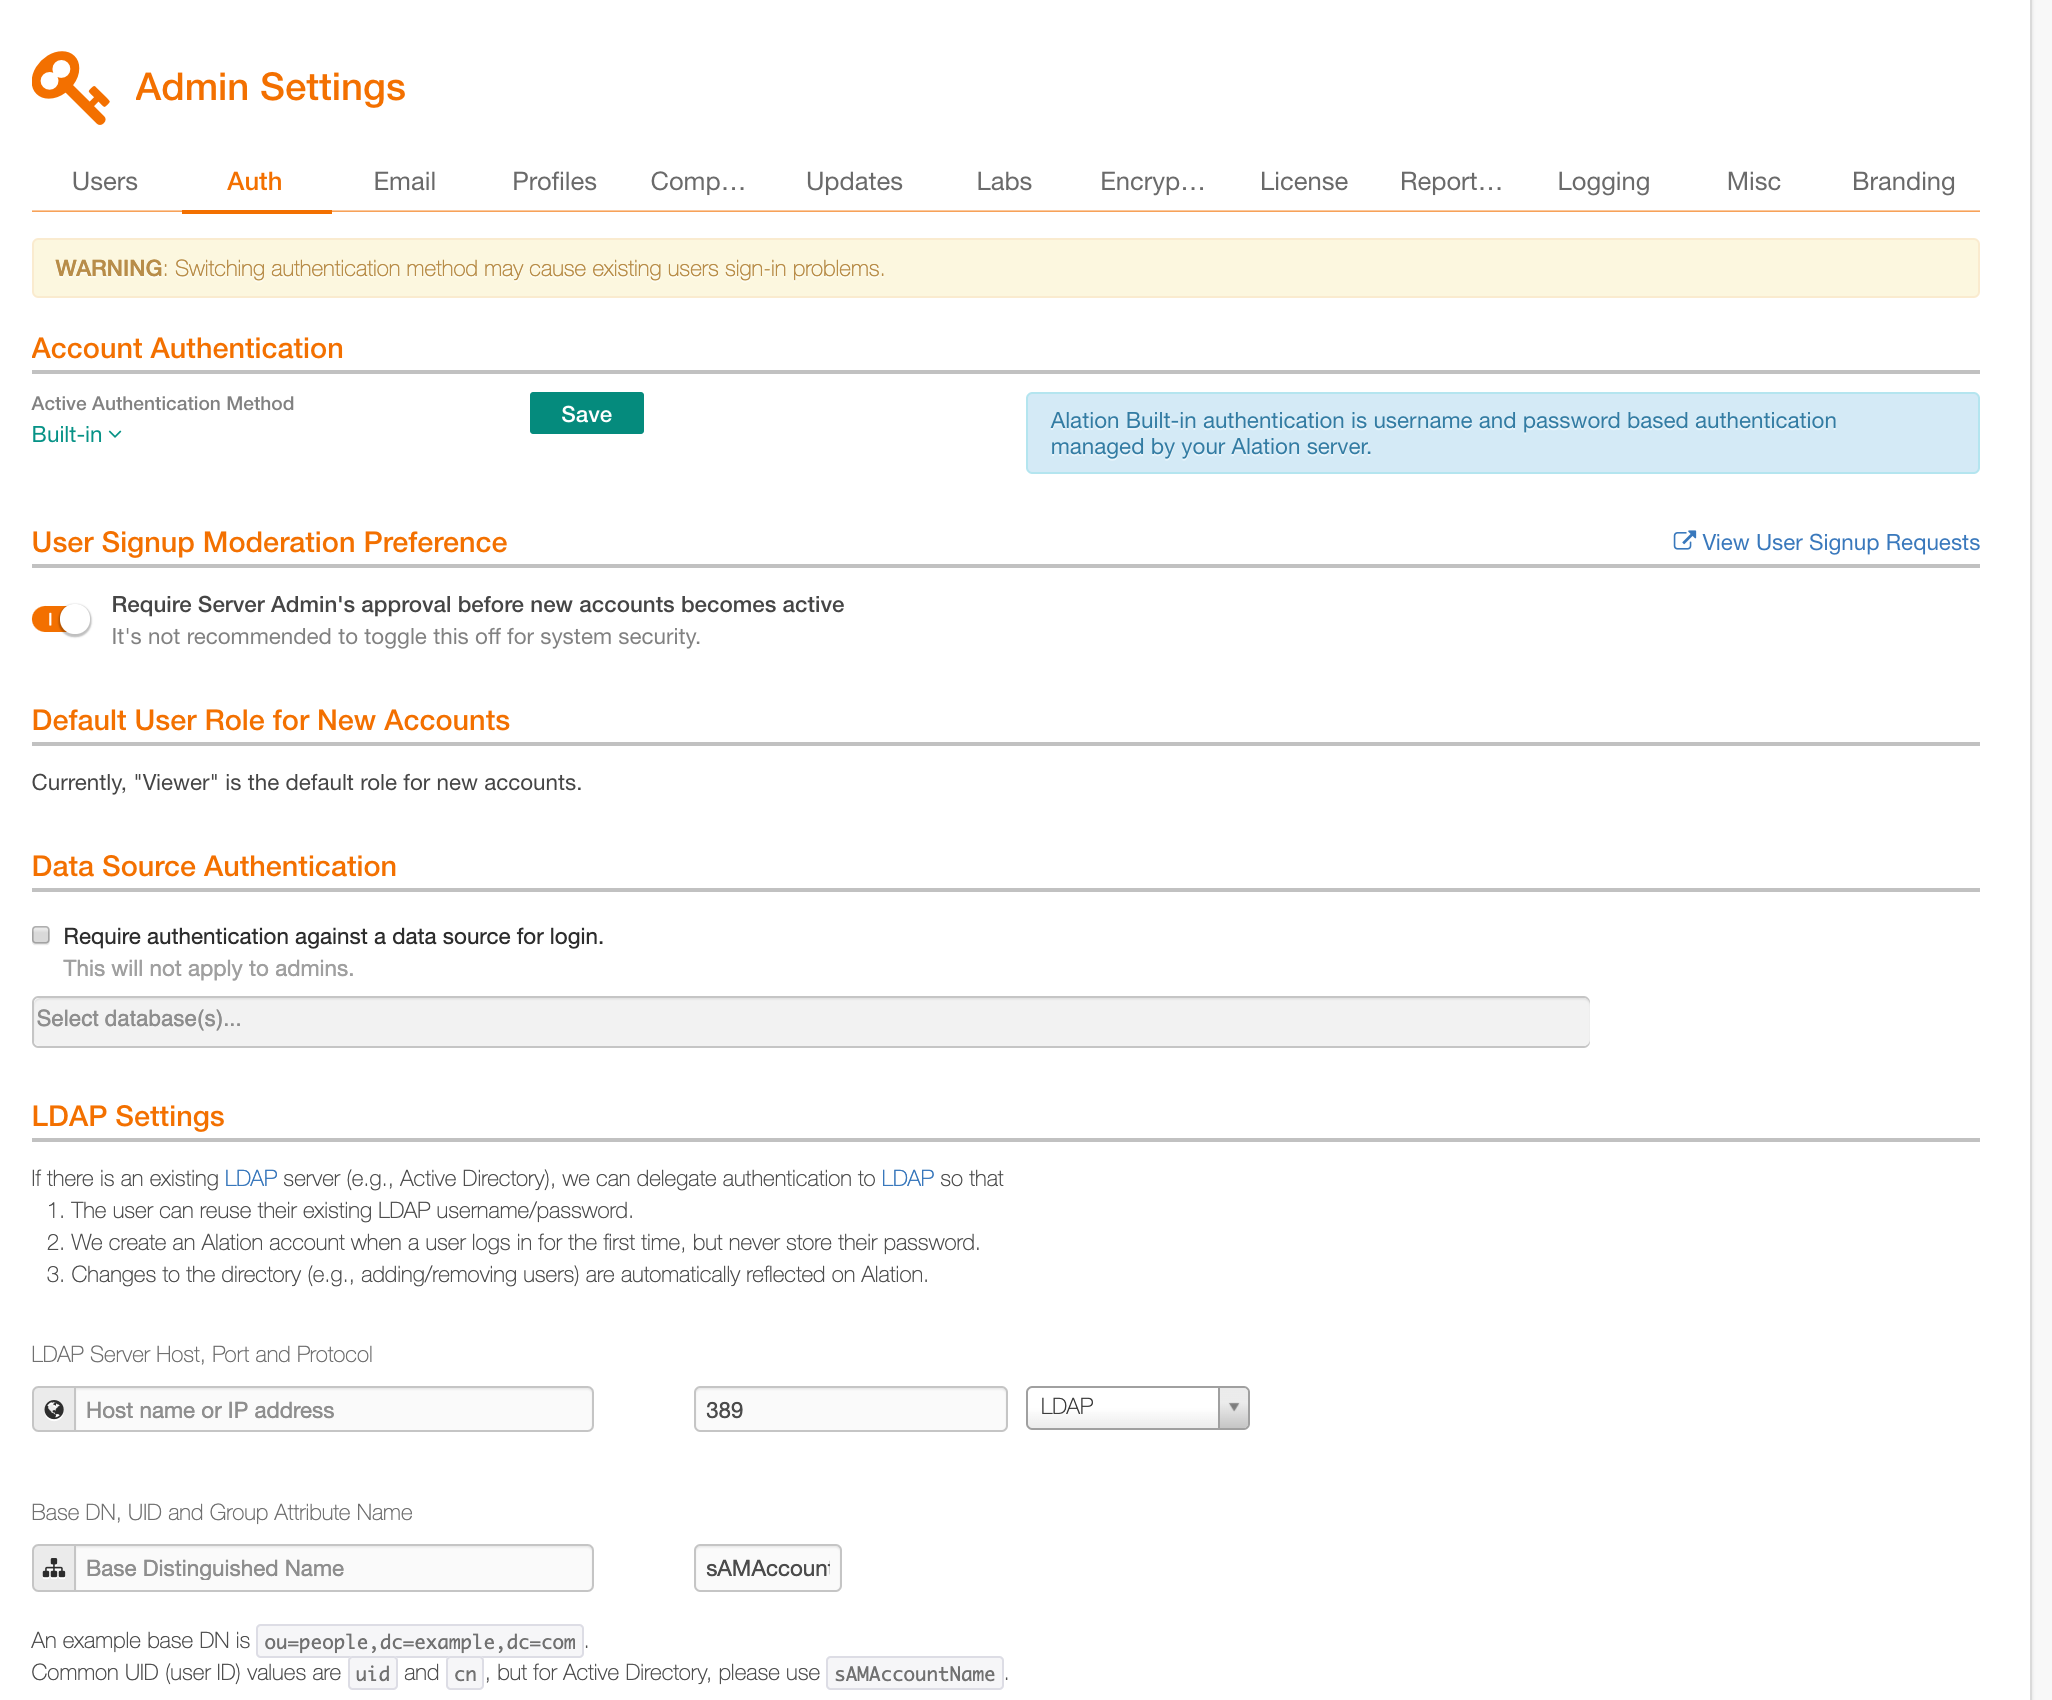 Admin Settings
Users Auth Email Profiles Comp... Updates Labs Encryp... License Report... Logging Misc Branding
WARNING: Switching authentication method may cause existing users sign-in problems.
Account Authentication
Active Authentication Method
Built-in
Save
Alation Built-in authentication is username and password based authentication
managed by your Alation server.
User Signup Moderation Preference
View User Signup Requests
Require Server Admin's approval before new accounts becomes active
It's not recommended to toggle this off for system security.
Default User Role for New Accounts
Currently, "Viewer" is the default role for new accounts.
Data Source Authentication
Require authentication against a data source for login.
This will not apply to admins.
Select database(s)...
LDAP Settings
If there is an existing LDAP server (e.g., Active Directory), we can delegate authentication to LDAP so that
1. The user can reuse their existing LDAP username/password.
2. We create an Alation account when a user logs in for the first time, but never store their password.
3. Changes to the directory (e.g., adding/removing users) are automatically reflected on Alation.
LDAP Server Host, Port and Protocol
Host name or IP address
389
LDAP
Base DN, UID and Group Attribute Name
Base Distinguished Name
sAMAccount
An example base DN is ou=people,dc=example,dc=com.
Common UID (user ID) values are uid and cn, but for Active Directory, please use sAMAccountName.